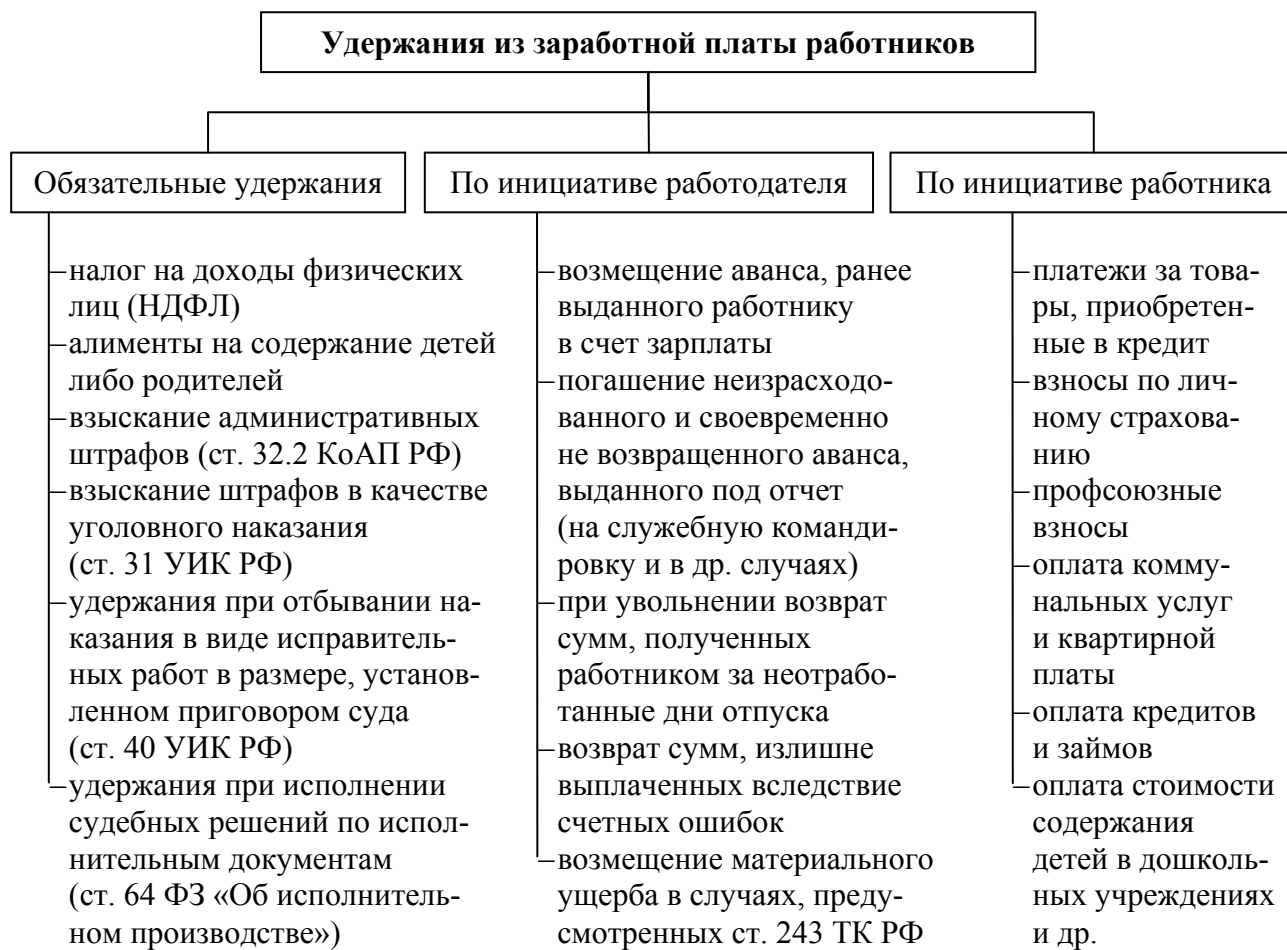 Удержания из заработной платы работников
Обязательные удержания
налог на доходы физических
лиц (НДФЛ)
алименты на содержание детей
либо родителей
взыскание административных
штрафов (ст. 32.2 КоАП РФ)
взыскание штрафов в качестве
уголовного наказания
(ст. 31 УИК РФ)
удержания при отбывании на-
казания в виде исправитель-
ных работ в размере, установ-
ленном приговором суда
(ст. 40 УИК РФ)
удержания при исполнении
судебных решений по испол-
нительным документам
(ст. 64 ФЗ «Об исполнитель-
ном производстве»)
По инициативе работодателя
возмещение аванса, ранее
выданного работнику
в счет зарплаты
погашение неизрасходо-
ванного и своевременно
не возвращенного аванса,
выданного под отчет
(на служебную команди-
ровку и в др. случаях)
при увольнении возврат
сумм, полученных
работником за неотрабо-
танные дни отпуска
возврат сумм, излишне
выплаченных вследствие
счетных ошибок
возмещение материального
ущерба в случаях, преду-
смотренных ст. 243 ТК РФ
По инициативе работника
платежи за това-
ры, приобретен-
ные в кредит
взносы по лич-
ному страхова-
нию
профсоюзные
взносы
оплата комму-
нальных услуг
и квартирной
платы
оплата кредитов
и займов
оплата стоимости
содержания
детей в дошколь-
ных учреждениях
и др.